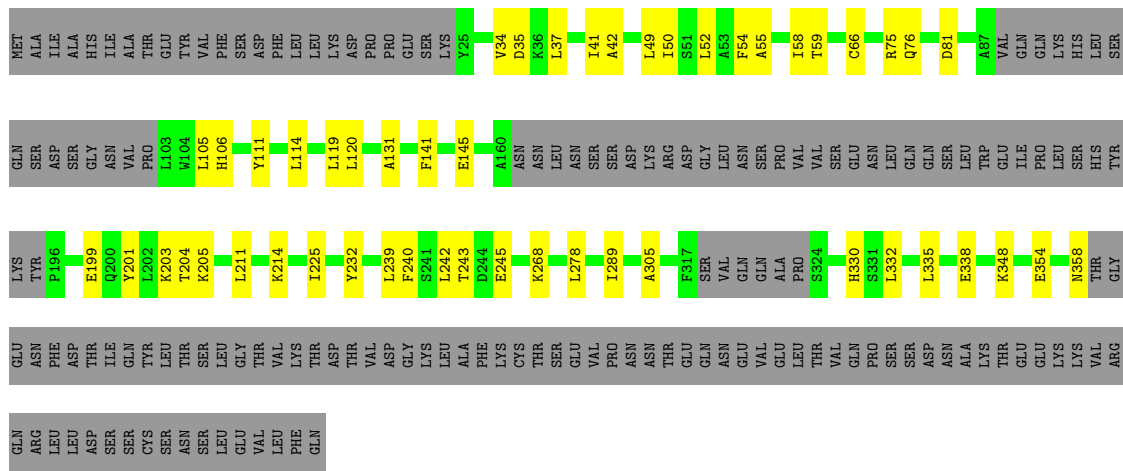 MET ALA ILE ALA HIS ILE ALA THR GLU TYR VAL PHE SER ASP PHE LEU LEU LYS ASP PRO PRO GLU SER LYS Y25 V34 D35 K36 L37 I41 A42 L49 I50 S51 L52 A53 F54 A55 I58 T59 C66 R75 Q76 D81 A87 VAL GLN GLN LYS HIS LEU SER
GLN SER ASP SER GLY ASN VAL PRO L103 W104 L105 H106 Y111 L114 L119 L120 A131 F141 E145 A160 ASN ASN LEU ASN SER SER ASP LYS ARG ASP GLY LEU ASN SER PRO VAL VAL SER GLU ASN LEU GLN GLN SER LEU TRP GLU ILE PRO LEU SER HIS TYR
LYS TYR P196 E199 Q200 Y201 L202 K203 T204 K205 L211 K214 I225 Y232 L239 F240 S241 L242 T243 D244 E245 K268 L278 I289 A305 F317 SER VAL GLN GLN ALA PRO S324 H330 S331 L332 L335 E338 K348 E354 N358 THR GLY
GLU ASN PHE ASP THR ILE GLN TYR LEU LYS THR THR SER LEU GLY THR VAL LYS THR ASP THR VAL ASP GLY LYS LEU ALA PHE LYS CYS THR SER GLU VAL PRO ASN ASN THR GLU GLN ASN GLU VAL GLU LEU THR VAL GLN PRO SER SER ASP ASN ALA LYS THR GLU GLU LYS LYS VAL ARG
GLN ARG LEU LEU ASP SER SER CYS SER ASN SER LEU GLU VAL LEU PHE GLN